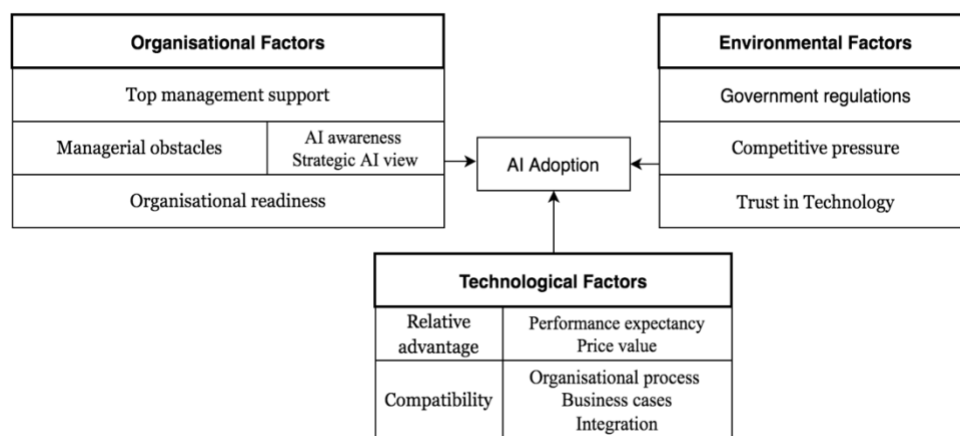 Organisational Factors
Top management support
Managerial obstacles
AI awareness
Strategic AI view
Organisational readiness
AI Adoption
Environmental Factors
Government regulations
Competitive pressure
Trust in Technology
Technological Factors
Relative
advantage
Performance expectancy
Price value
Compatibility
Organisational process
Business cases
Integration